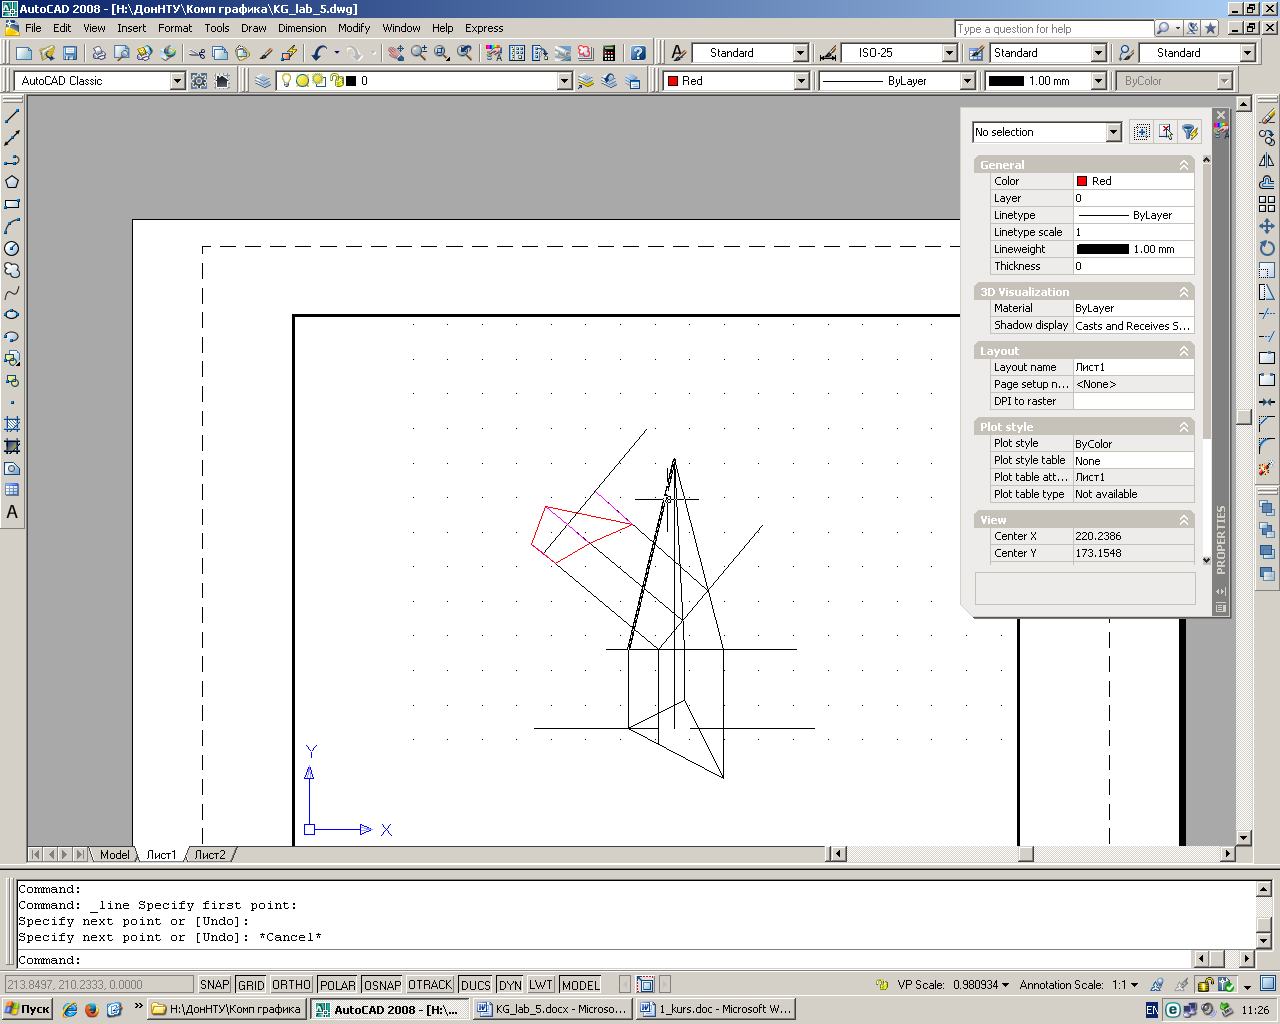 AutoCAD 2008 - [H:\ДонНТУ\Комп графика\KG_lab_5.dwg]
File Edit View Insert Format Tools Draw Dimension Modify Window Help Express
Type a question for help
Standard ISO-25 Standard Standard
AutoCAD Classic 0 Red ByLayer 1.00 mm ByColor
No selection
General
Color Red
Layer 0
Linetype ByLayer
Linetype scale 1
Lineweight 1.00 mm
Thickness 0
3D Visualization
Material ByLayer
Shadow display Casts and Receives S...
Layout
Layout name Лист1
Page setup n... <None>
DPI to raster
Plot style
Plot style ByColor
Plot style table None
Plot table att... Лист1
Plot table type Not available
View
Center X 220.2386
Center Y 173.1548
PROPERTIES
Y
X
Model Лист1 Лист2
Command:
Command: _line Specify first point:
Specify next point or [Undo]:
Specify next point or [Undo]: *Cancel*
Command:
213.8497, 210.2333, 0.0000 SNAP GRID ORTHO POLAR OSNAP OTRACK DUCS DYN LWT MODEL VP Scale: 0.980934 Annotation Scale: 1:1
Пуск H:\ДонНТУ\Комп графика AutoCAD 2008 - [H:\... KG_lab_5.docx - Microso... 1_kurs.doc - Microsoft W... EN 11:26